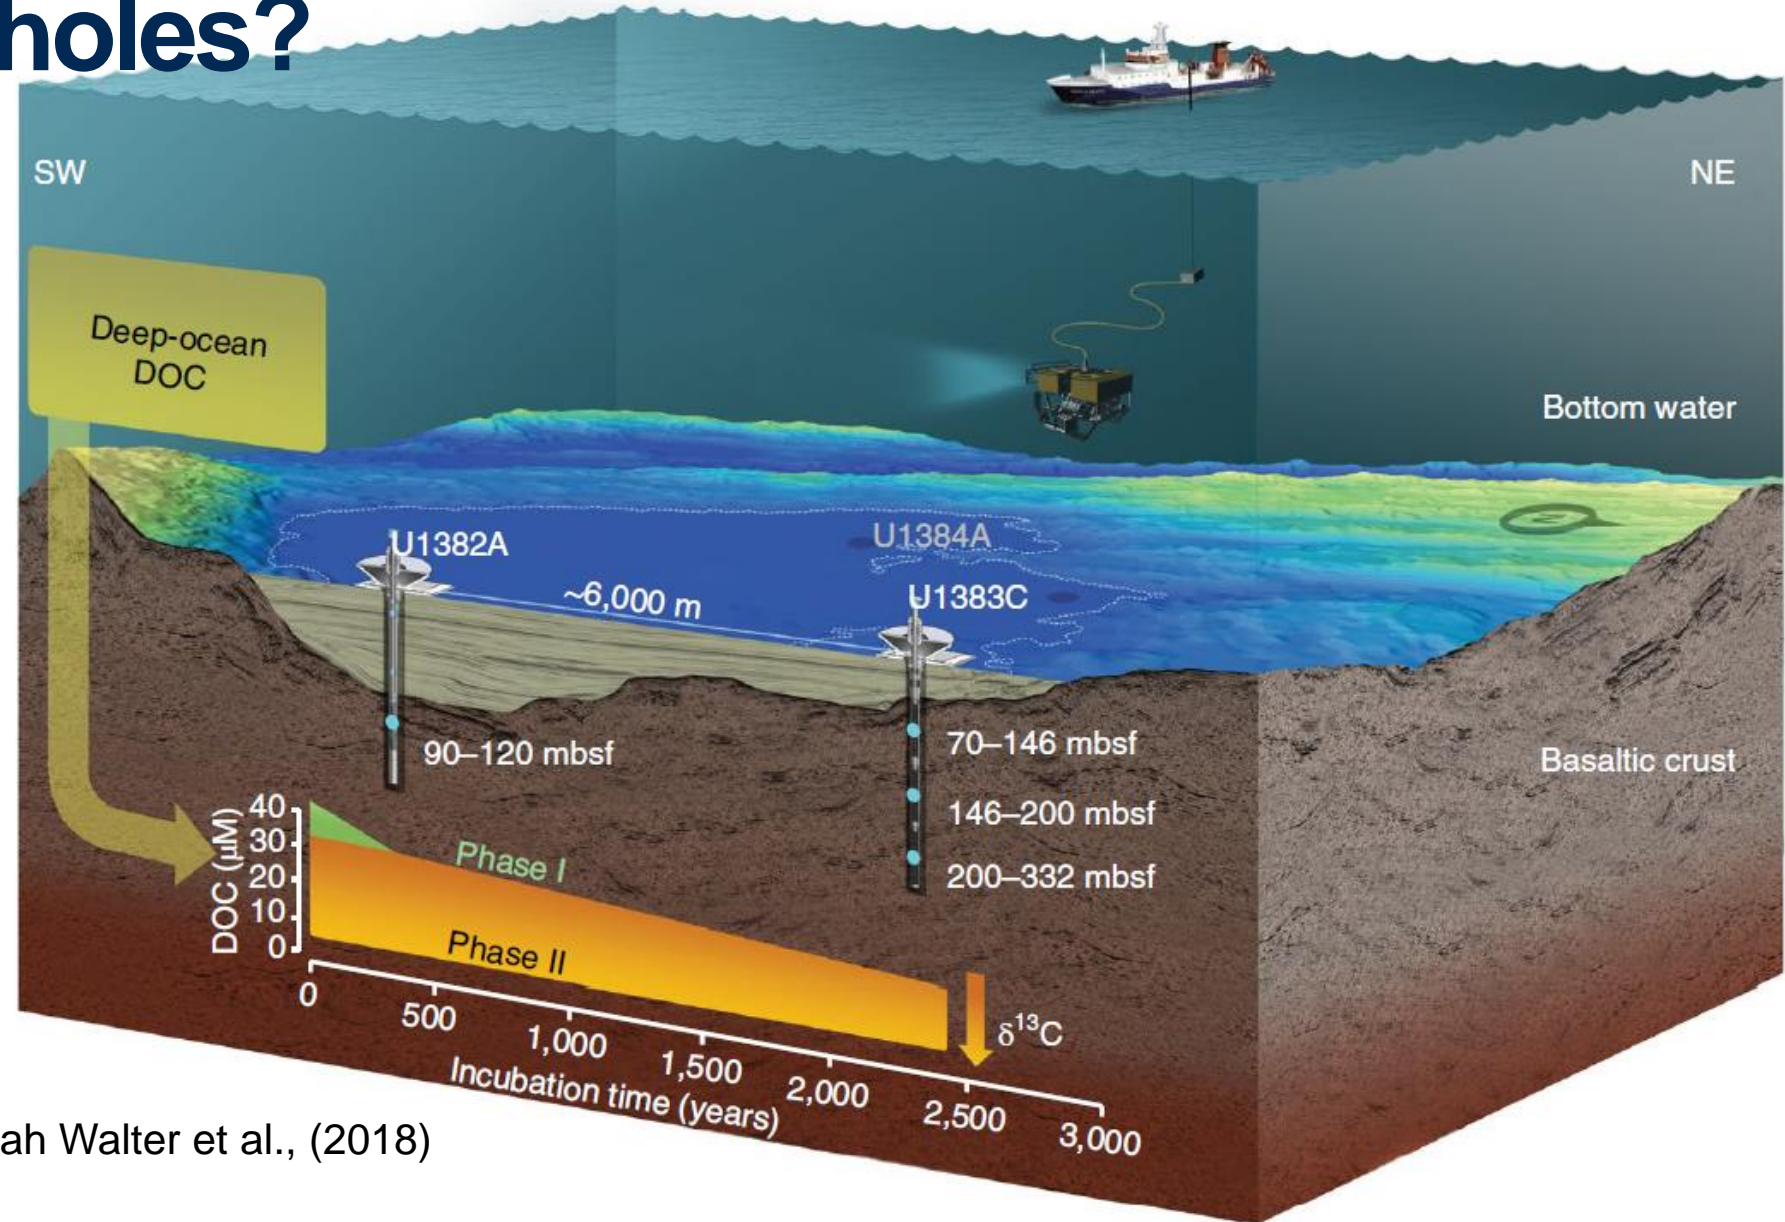 holes?
SW
NE
Deep-ocean
DOC
Bottom water
U1382A
U1384A
~6,000 m
U1383C
90–120 mbsf
70–146 mbsf
146–200 mbsf
200–332 mbsf
Basaltic crust
DOC (µM)
40
30
20
10
0
Phase I
Phase II
δ¹³C
0
500
1,000
1,500
2,000
2,500
3,000
Incubation time (years)
ah Walter et al., (2018)